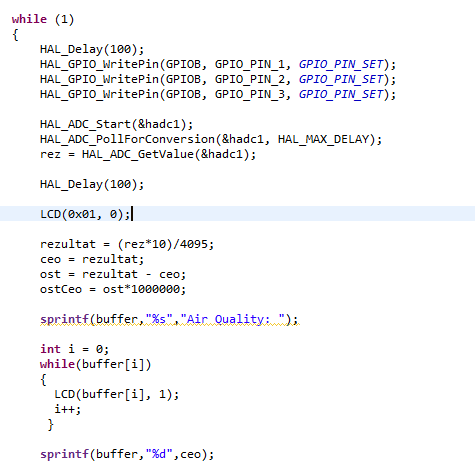 while (1)
{
HAL_Delay(100);
HAL_GPIO_WritePin(GPIOB, GPIO_PIN_1, GPIO_PIN_SET);
HAL_GPIO_WritePin(GPIOB, GPIO_PIN_2, GPIO_PIN_SET);
HAL_GPIO_WritePin(GPIOB, GPIO_PIN_3, GPIO_PIN_SET);
HAL_ADC_Start(&hadc1);
HAL_ADC_PollForConversion(&hadc1, HAL_MAX_DELAY);
rez = HAL_ADC_GetValue(&hadc1);
HAL_Delay(100);
LCD(0x01, 0);
rezultat = (rez*10)/4095;
ceo = rezultat;
ost = rezultat - ceo;
ostCeo = ost*1000000;
sprintf(buffer,"%s","Air Quality: ");
int i = 0;
while(buffer[i])
{
LCD(buffer[i], 1);
i++;
}
sprintf(buffer,"%d",ceo);